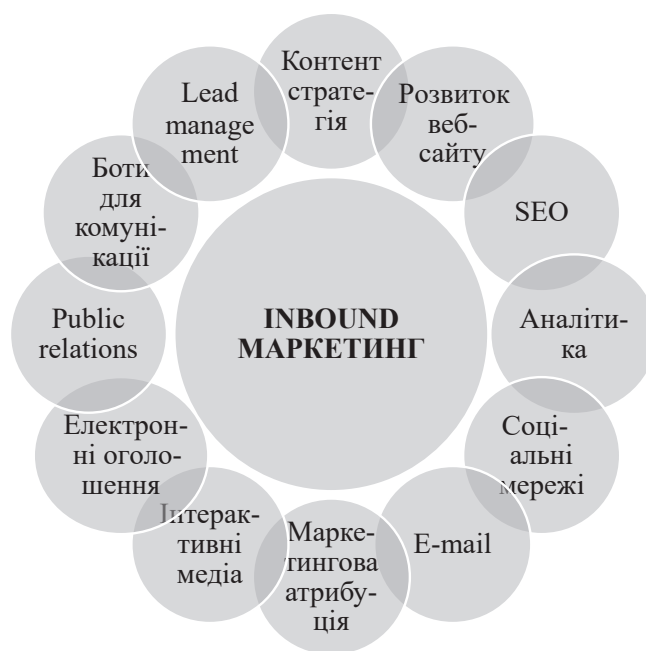 Контент
страте-
гія
Розвиток
веб-
сайту
SEO
Аналіти-
ка
Соці-
альні
мережі
E-mail
Марке-
тингова
атрибу-
ція
Інтерак-
тивні
медіа
Електрон-
ні оголо-
шення
Public
relations
Боти
для
комуні-
кації
Lead
manage
ment
INBOUND
МАРКЕТИНГ